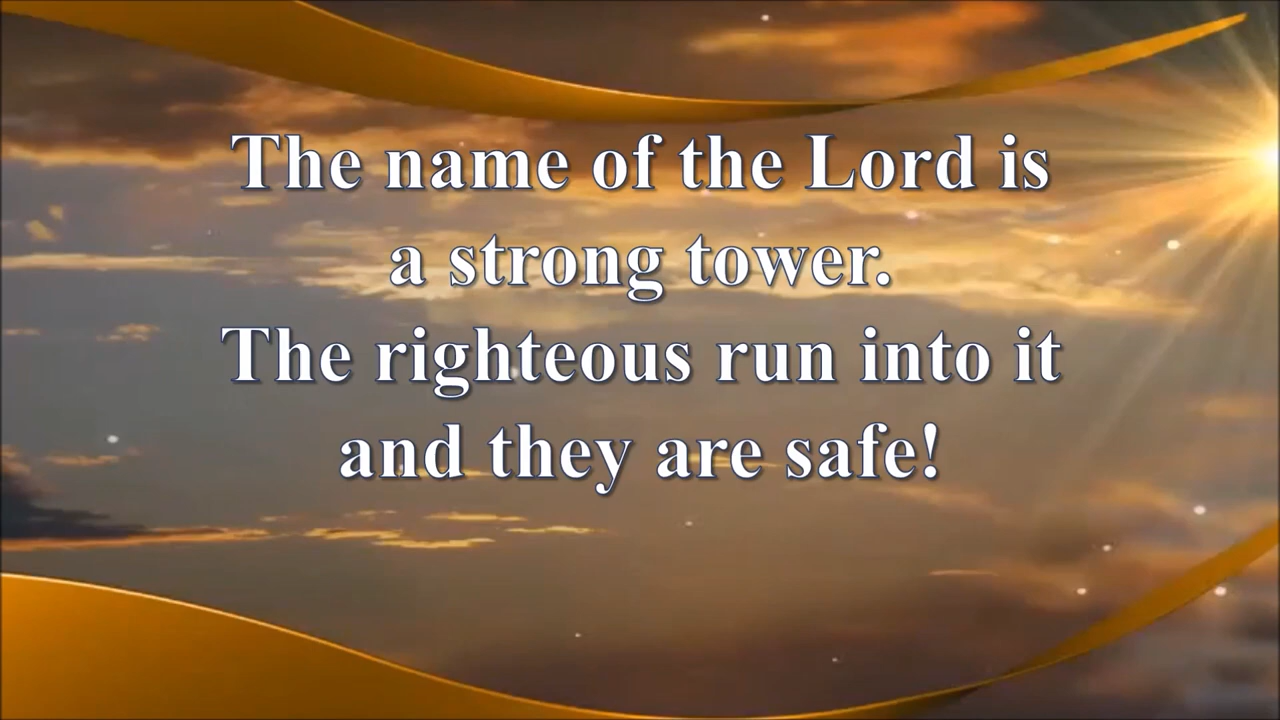 The name of the Lord is
a strong tower.
The righteous run into it
and they are safe!